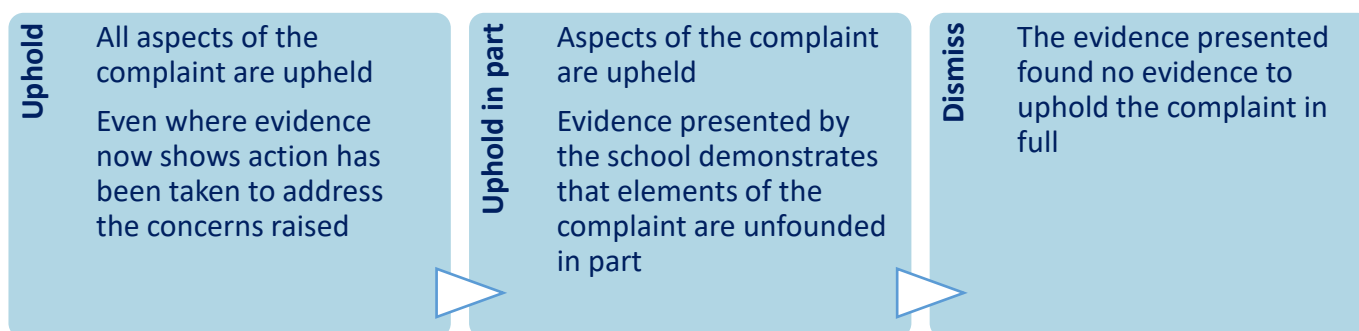 Uphold
All aspects of the
complaint are upheld
Even where evidence
now shows action has
been taken to address
the concerns raised
Uphold in part
Aspects of the complaint
are upheld
Evidence presented by
the school demonstrates
that elements of the
complaint are unfounded
in part
Dismiss
The evidence presented
found no evidence to
uphold the complaint in
full